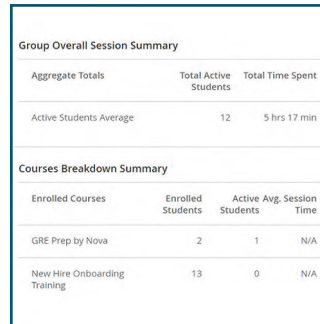 Group Overall Session Summary
Aggregate Totals Total Active Students Total Time Spent
Active Students Average 12 5 hrs 17 min
Courses Breakdown Summary
Enrolled Courses Enrolled Students Active Students Avg. Session Time
GRE Prep by Nova 2 1 N/A
New Hire Onboarding Training 13 0 N/A